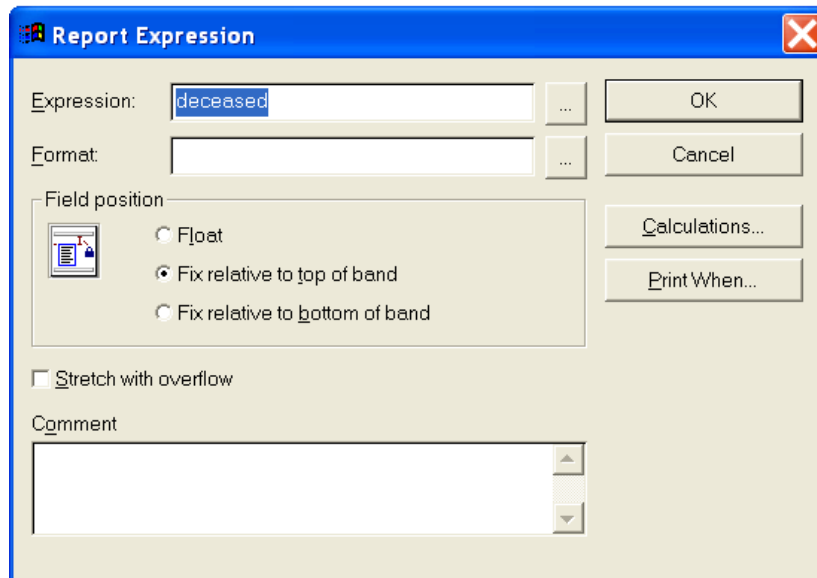 Report Expression
Expression:
deceased
...
OK
Format:
...
Cancel
Field position
Float
Fix relative to top of band
Fix relative to bottom of band
Calculations...
Print When...
Stretch with overflow
Comment